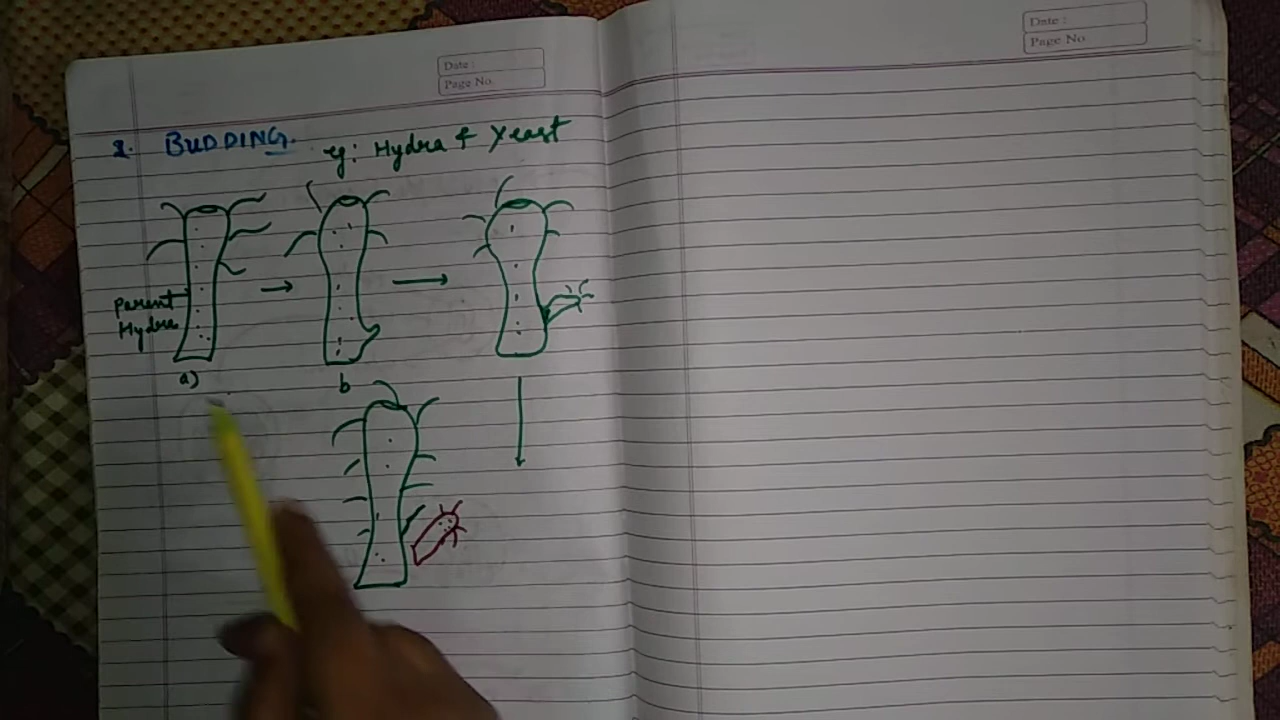 Date :
Page No.
Date :
Page No
2. BUDDING. eg: Hydra & Yeast
Parent
Hydra
a)
b